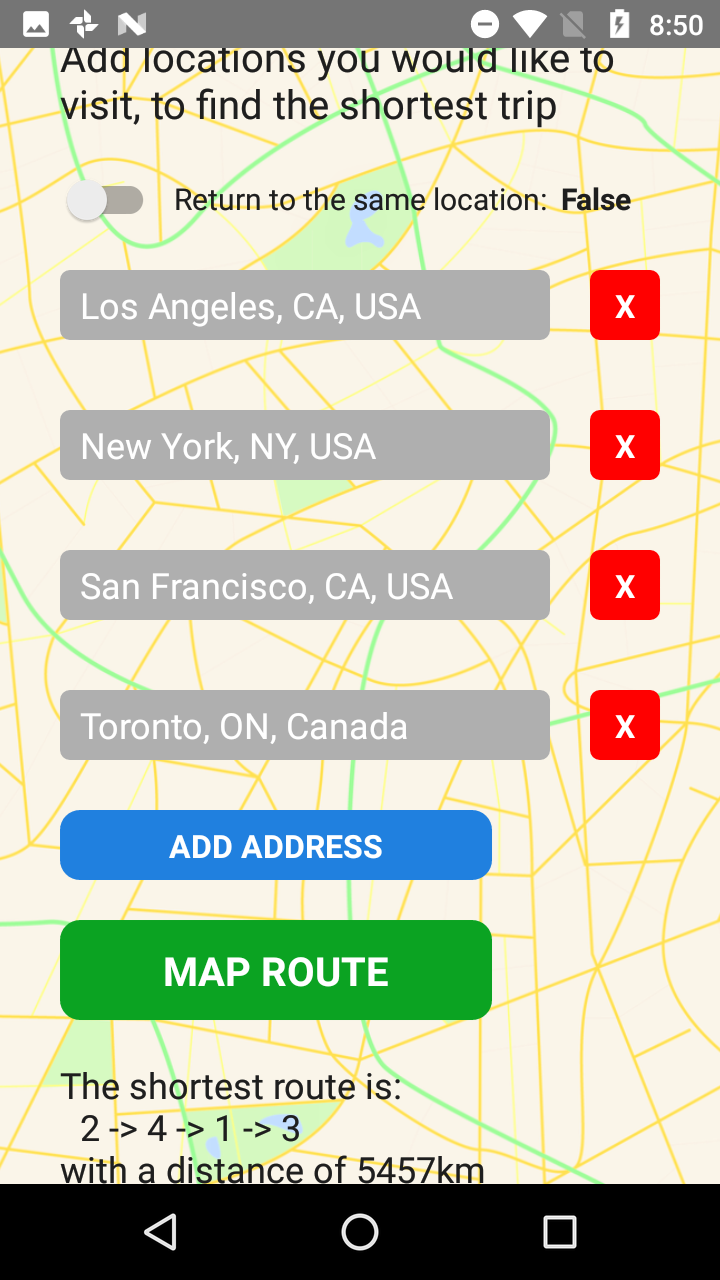 8:50
Add locations you would like to
visit, to find the shortest trip
Return to the same location: False
Los Angeles, CA, USA
X
New York, NY, USA
X
San Francisco, CA, USA
X
Toronto, ON, Canada
X
ADD ADDRESS
MAP ROUTE
The shortest route is:
2 -> 4 -> 1 -> 3
with a distance of 5457km